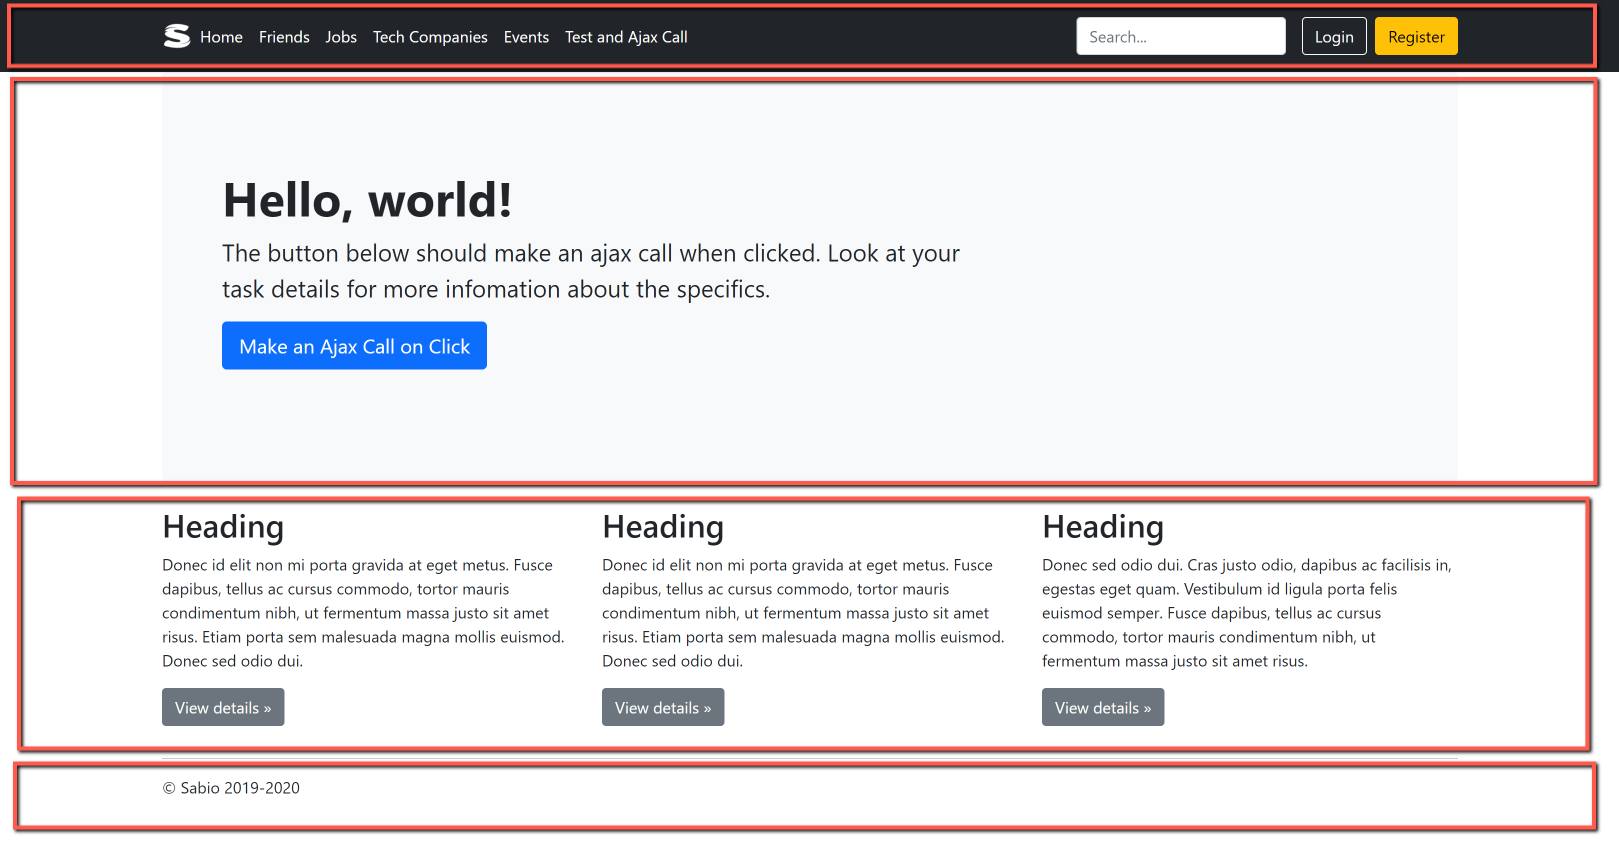 Home Friends Jobs Tech Companies Events Test and Ajax Call Search... Login Register
Hello, world!
The button below should make an ajax call when clicked. Look at your
task details for more infomation about the specifics.
Make an Ajax Call on Click
Heading
Donec id elit non mi porta gravida at eget metus. Fusce
dapibus, tellus ac cursus commodo, tortor mauris
condimentum nibh, ut fermentum massa justo sit amet
risus. Etiam porta sem malesuada magna mollis euismod.
Donec sed odio dui.
View details »
Heading
Donec id elit non mi porta gravida at eget metus. Fusce
dapibus, tellus ac cursus commodo, tortor mauris
condimentum nibh, ut fermentum massa justo sit amet
risus. Etiam porta sem malesuada magna mollis euismod.
Donec sed odio dui.
View details »
Heading
Donec sed odio dui. Cras justo odio, dapibus ac facilisis in,
egestas eget quam. Vestibulum id ligula porta felis
euismod semper. Fusce dapibus, tellus ac cursus
commodo, tortor mauris condimentum nibh, ut
fermentum massa justo sit amet risus.
View details »
© Sabio 2019-2020